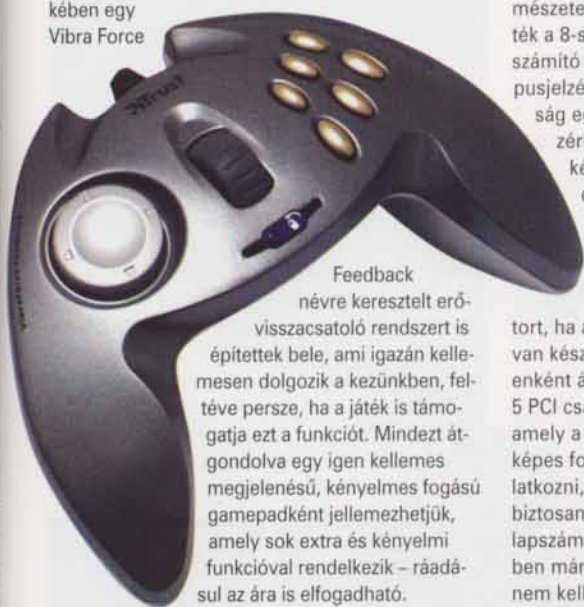 kében egy
Vibra Force
Trust
Feedback
névre keresztelt erő-
visszacsatoló rendszert is
építettek bele, ami igazán kelle-
mesen dolgozik a kezünkben, fel-
téve persze, ha a játék is támo-
gatja ezt a funkciót. Mindezt át-
gondolva egy igen kellemes
megjelenésű, kényelmes fogású
gamepadként jellemezhetjük,
amely sok extra és kényelmi
funkcióval rendelkezik – ráadá-
sul az ára is elfogadható.
mészete
ték a 8-s
számító
pusjelzé
ság eg
zér
ké
tort, ha a
van kész
enként á
5 PCI csa
amely a
képes fo
latkozni,
biztosan
lapszám
ben már
nem kell